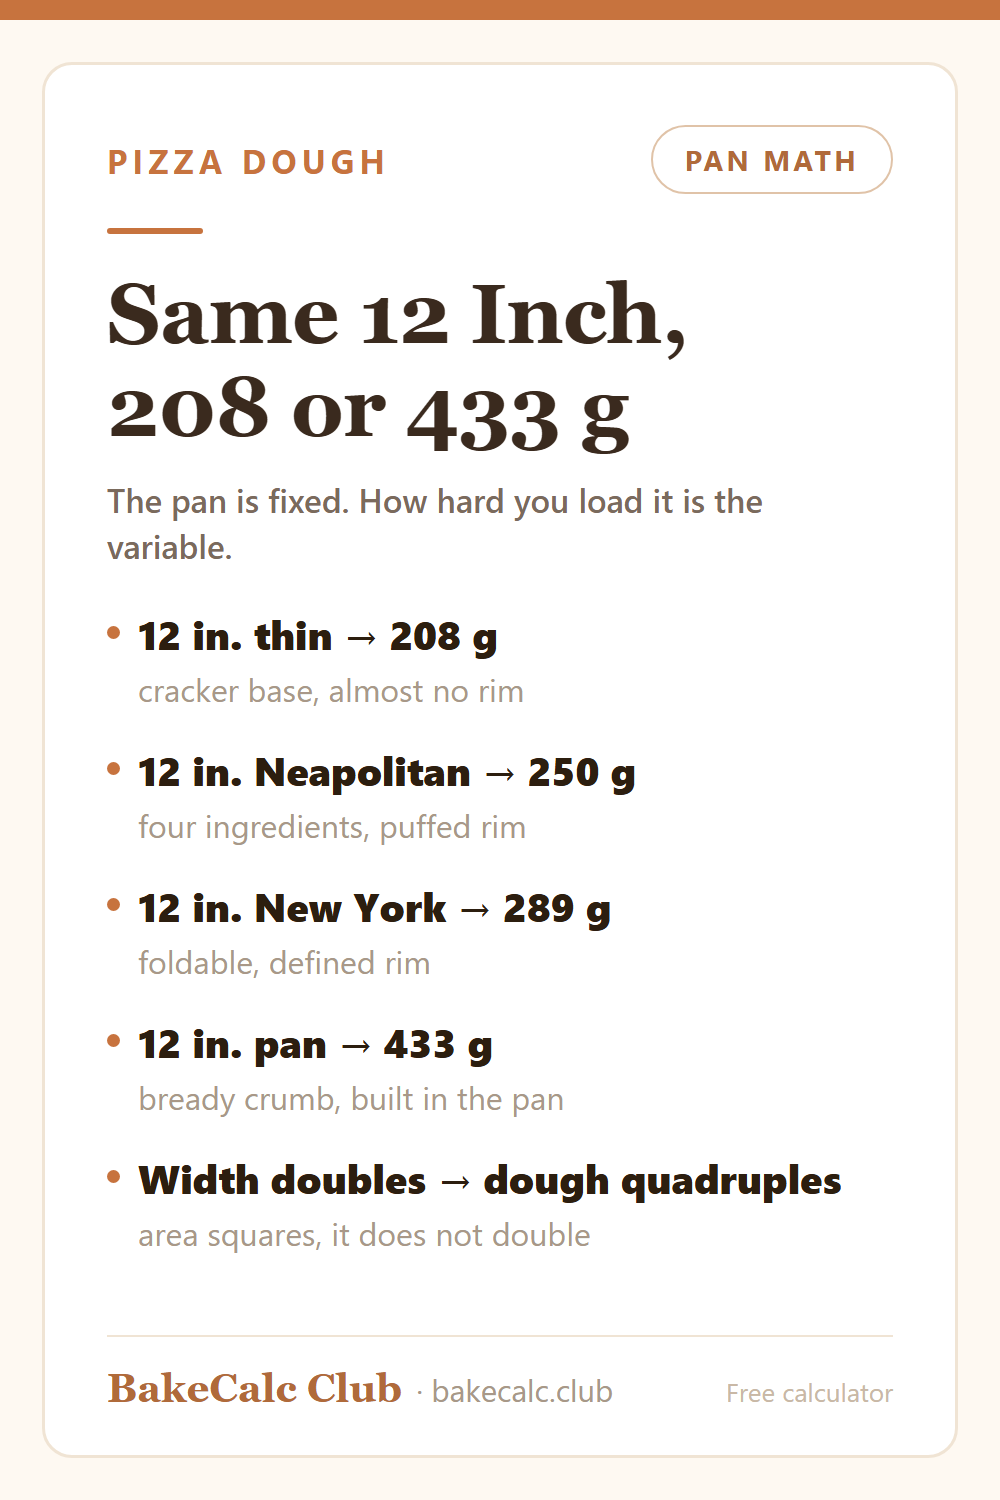 PIZZA DOUGH
PAN MATH
Same 12 Inch,
208 or 433 g
The pan is fixed. How hard you load it is the
variable.
12 in. thin → 208 g
cracker base, almost no rim
12 in. Neapolitan → 250 g
four ingredients, puffed rim
12 in. New York → 289 g
foldable, defined rim
12 in. pan → 433 g
bready crumb, built in the pan
Width doubles → dough quadruples
area squares, it does not double
BakeCalc Club · bakecalc.club
Free calculator